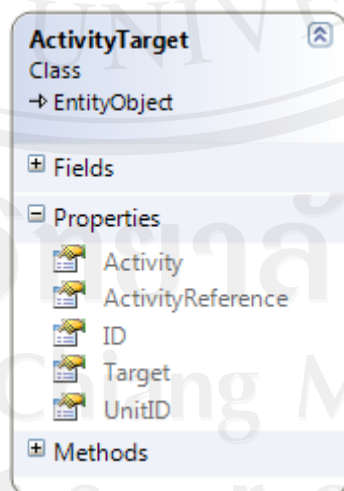 ActivityTarget
Class
EntityObject
Fields
Properties
Activity
ActivityReference
ID
Target
UnitID
Methods